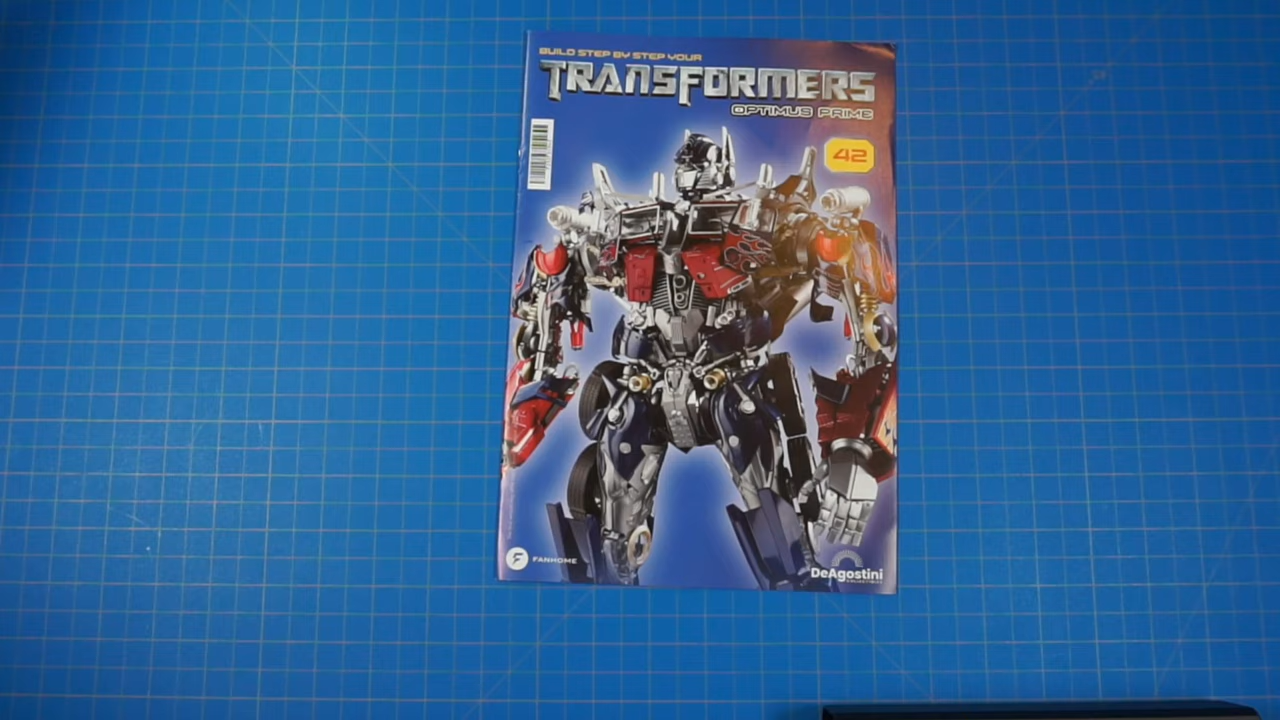 BUILD STEP BY STEP YOUR
TRANSFORMERS
OPTIMUS PRIME
42
F FANHOME
DeAgostini